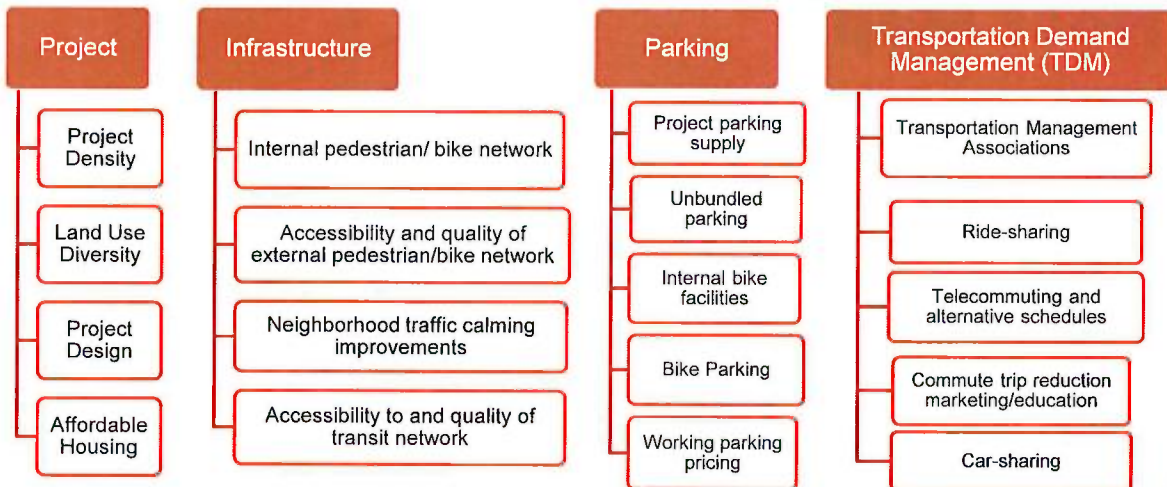 Project
Project
Density
Land Use
Diversity
Project
Design
Affordable
Housing
Infrastructure
Internal pedestrian/ bike network
Accessibility and quality of
external pedestrian/bike network
Neighborhood traffic calming
improvements
Accessibility to and quality of
transit network
Parking
Project parking
supply
Unbundled
parking
Internal bike
facilities
Bike Parking
Working parking
pricing
Transportation Demand
Management (TDM)
Transportation Management
Associations
Ride-sharing
Telecommuting and
alternative schedules
Commute trip reduction
marketing/education
Car-sharing